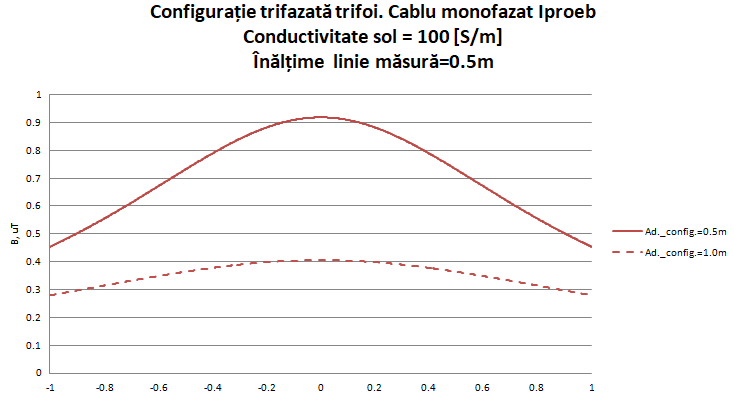 Configurație trifazată trifoi. Cablu monofazat Iproeb
Conductivitate sol = 100 [S/m]
Înălțime linie măsură=0.5m
1
0.9
0.8
0.7
0.6
0.5
0.4
0.3
0.2
0.1
0
B, uT
-1 -0.8 -0.6 -0.4 -0.2 0 0.2 0.4 0.6 0.8 1
Ad._config.=0.5m
Ad._config.=1.0m